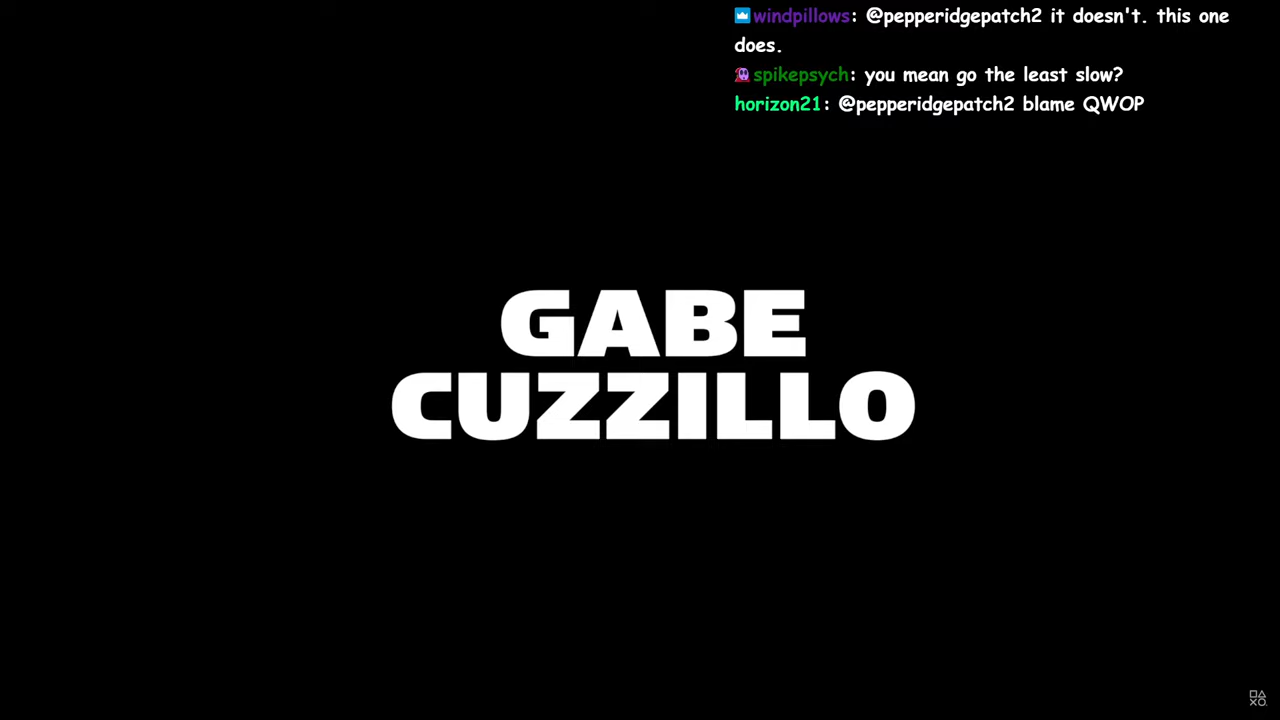 windpillows: @pepperidgepatch2 it doesn't. this one
does.
spikepsych: you mean go the least slow?
horizon21: @pepperidgepatch2 blame QWOP
GABE
CUZZILLO